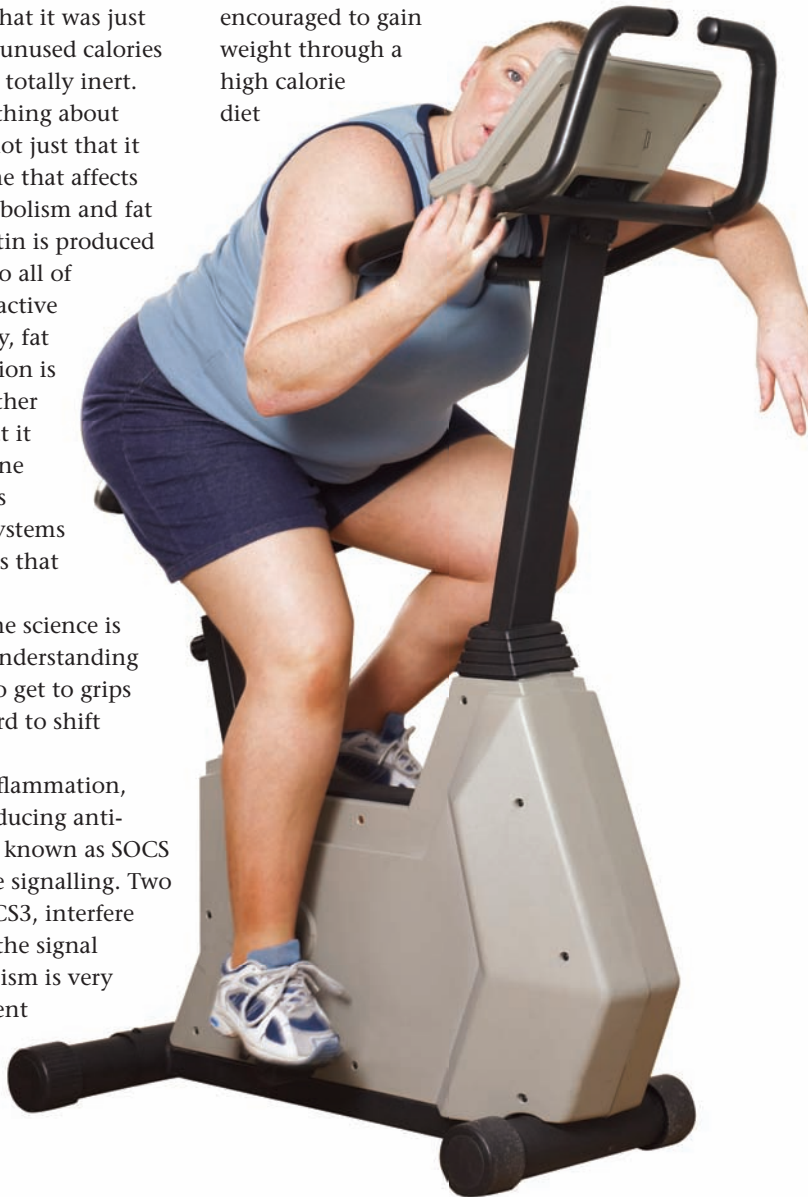 hat it was just
unused calories
totally inert.
thing about
ot just that it
ne that affects
bolism and fat
tin is produced
o all of
active
y, fat
ion is
ther
t it
ne
s
ystems
s that
he science is
nderstanding
o get to grips
rd to shift
flammation,
ducing anti-
known as SOCS
e signalling. Two
CS3, interfere
the signal
ism is very
ent
encouraged to gain
weight through a
high calorie
diet